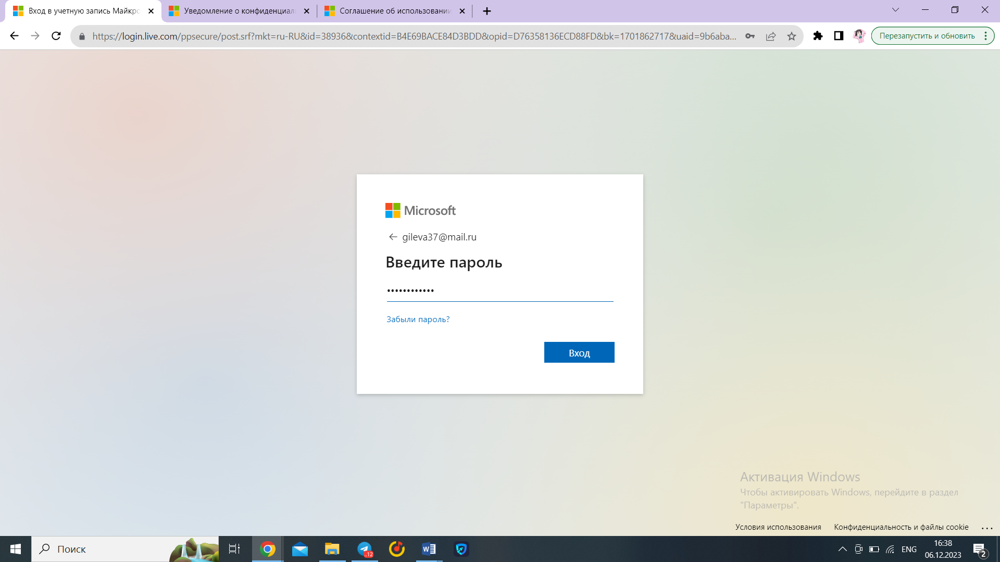 Вход в учетную запись Майкро
Уведомление о конфиденциал
Соглашение об использовании
https://login.live.com/ppsecure/post.srf?mkt=ru-RU&id=38936&contextid=B4E69BACE84D3BDD&opid=D76358136ECD88FD&bk=1701862717&uaid=9b6aba...
Перезапустить и обновить
Microsoft
gileva37@mail.ru
Введите пароль
••••••••••••
Забыли пароль?
Вход
Активация Windows
Чтобы активировать Windows, перейдите в раздел
"Параметры".
Условия использования
Конфиденциальность и файлы cookie
...
Поиск
..12
W
ENG
16:38
06.12.2023
2